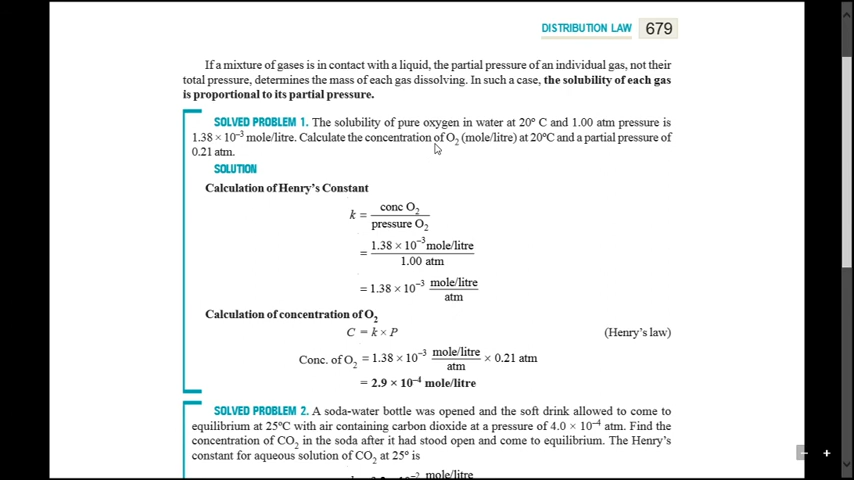 DISTRIBUTION LAW 679
If a mixture of gases is in contact with a liquid, the partial pressure of an individual gas, not their
total pressure, determines the mass of each gas dissolving. In such a case, the solubility of each gas
is proportional to its partial pressure.
SOLVED PROBLEM 1. The solubility of pure oxygen in water at 20º C and 1.00 atm pressure is
1.38 × 10⁻³ mole/litre. Calculate the concentration of O₂ (mole/litre) at 20ºC and a partial pressure of
0.21 atm.
SOLUTION
Calculation of Henry's Constant
k = conc O₂ / pressure O₂
= 1.38 × 10⁻³ mole/litre / 1.00 atm
= 1.38 × 10⁻³ mole/litre / atm
Calculation of concentration of O₂
C = k × P (Henry's law)
Conc. of O₂ = 1.38 × 10⁻³ mole/litre / atm × 0.21 atm
= 2.9 × 10⁻⁴ mole/litre
SOLVED PROBLEM 2. A soda-water bottle was opened and the soft drink allowed to come to
equilibrium at 25ºC with air containing carbon dioxide at a pressure of 4.0 × 10⁻⁴ atm. Find the
concentration of CO₂ in the soda after it had stood open and come to equilibrium. The Henry's
constant for aqueous solution of CO₂ at 25º is
mole/litre